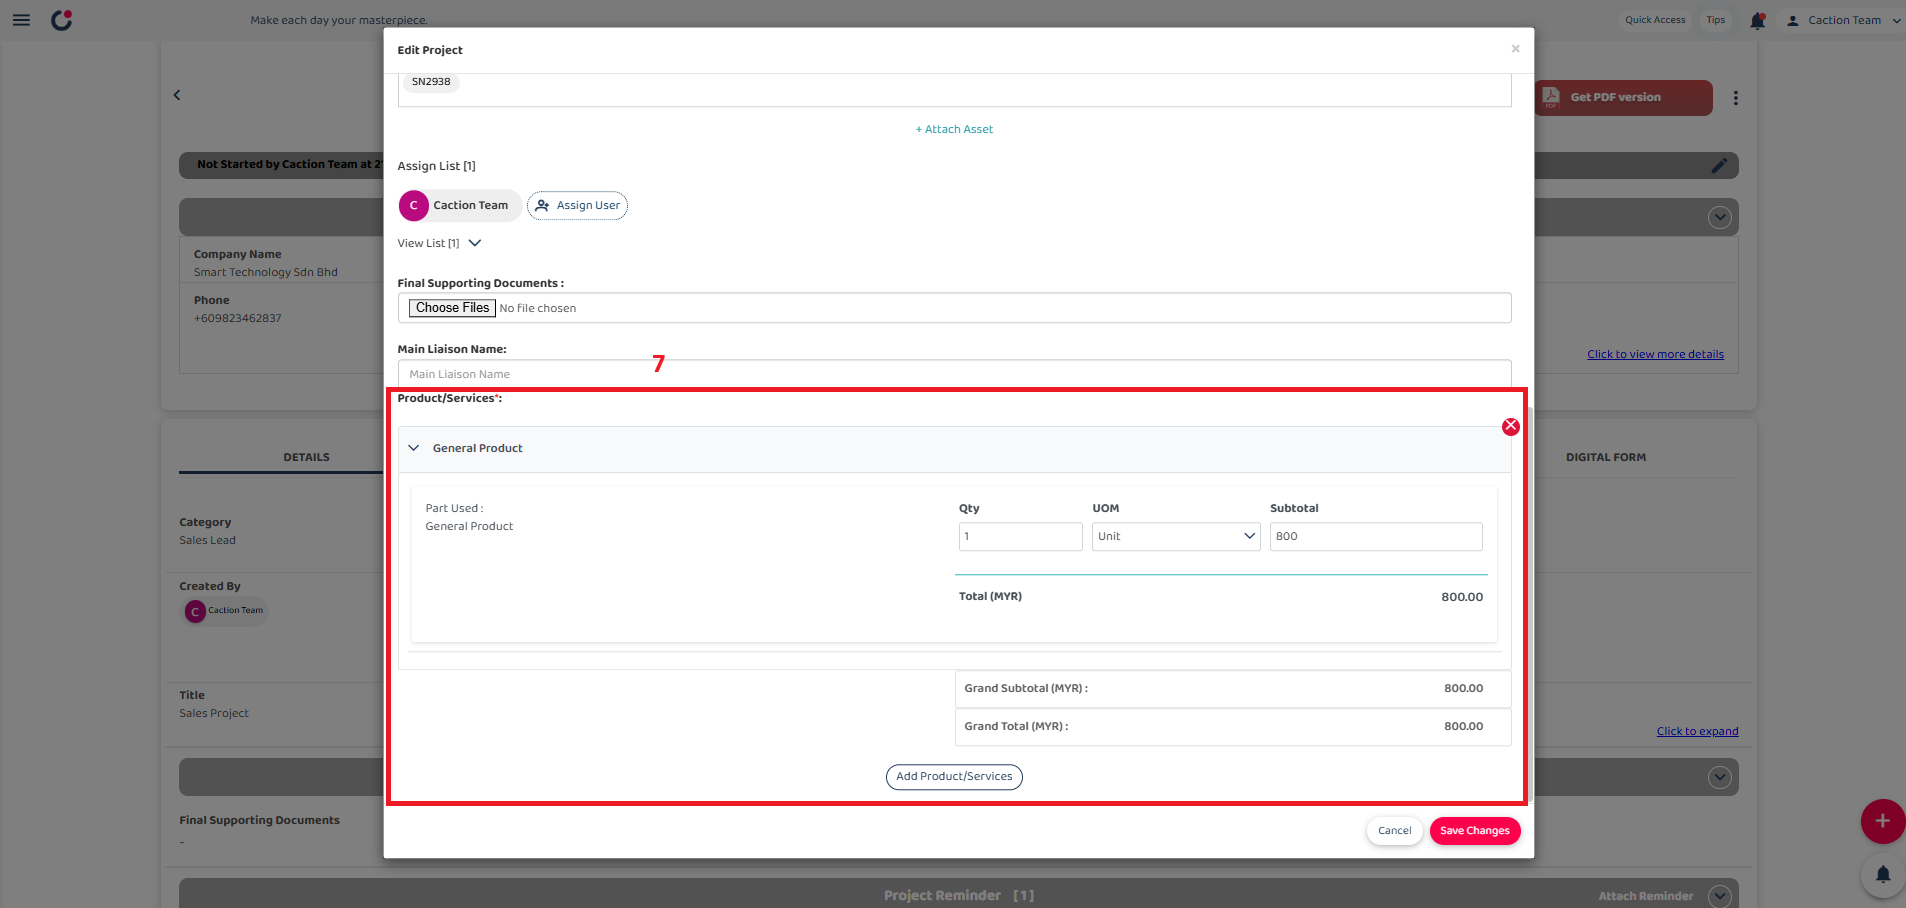 Make each day your masterpiece.
Quick Access
Tips
Caction Team
Edit Project
×
SN2938
Get PDF version
+ Attach Asset
Not Started by Caction Team at 2
Assign List [1]
C Caction Team
Assign User
View List [1]
Company Name
Smart Technology Sdn Bhd
Phone
+609823462837
Final Supporting Documents :
Choose Files No file chosen
Main Liaison Name:
7
Main Liaison Name
Click to view more details
Product/Services*:
General Product
DETAILS
DIGITAL FORM
Part Used :
General Product
Qty UOM Subtotal
1 Unit 800
Total (MYR) 800.00
Category
Sales Lead
Created By
C Caction Team
Title
Sales Project
Grand Subtotal (MYR) : 800.00
Grand Total (MYR) : 800.00
Click to expand
Add Product/Services
Final Supporting Documents
-
Cancel
Save Changes
+
Project Reminder [1]
Attach Reminder